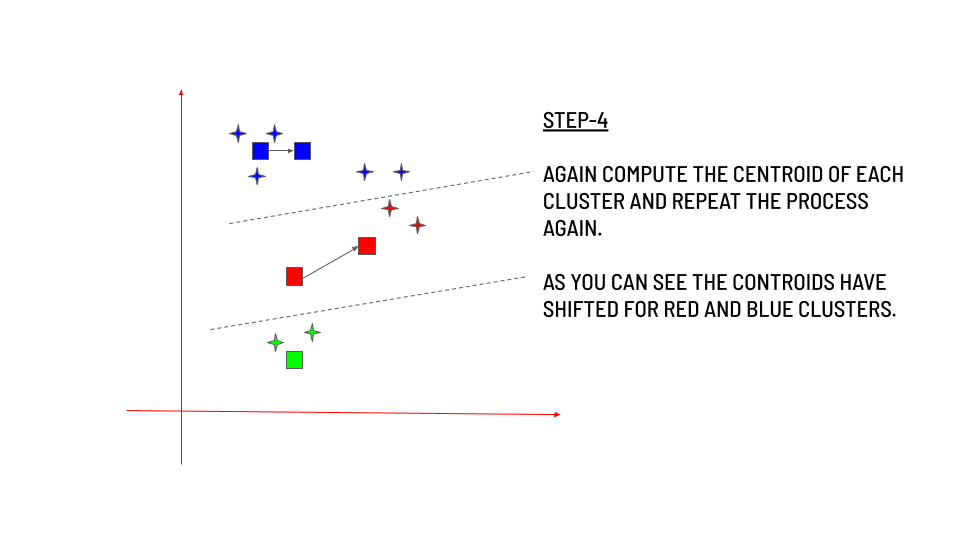 STEP-4
AGAIN COMPUTE THE CENTROID OF EACH
CLUSTER AND REPEAT THE PROCESS
AGAIN.
AS YOU CAN SEE THE CONTROIDS HAVE
SHIFTED FOR RED AND BLUE CLUSTERS.